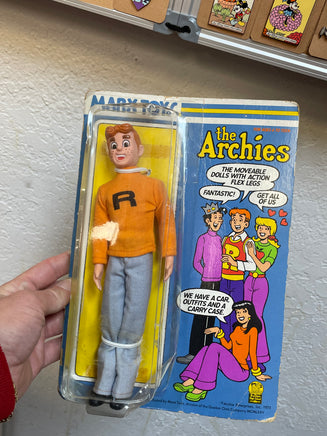 MARX TOYS
the
Archies
THE MOVEABLE
DOLLS WITH ACTION
FLEX LEGS
FANTASTIC!
GET ALL
OF US
R
WE HAVE A CAR,
OUTFITS AND A
CARRY CASE.